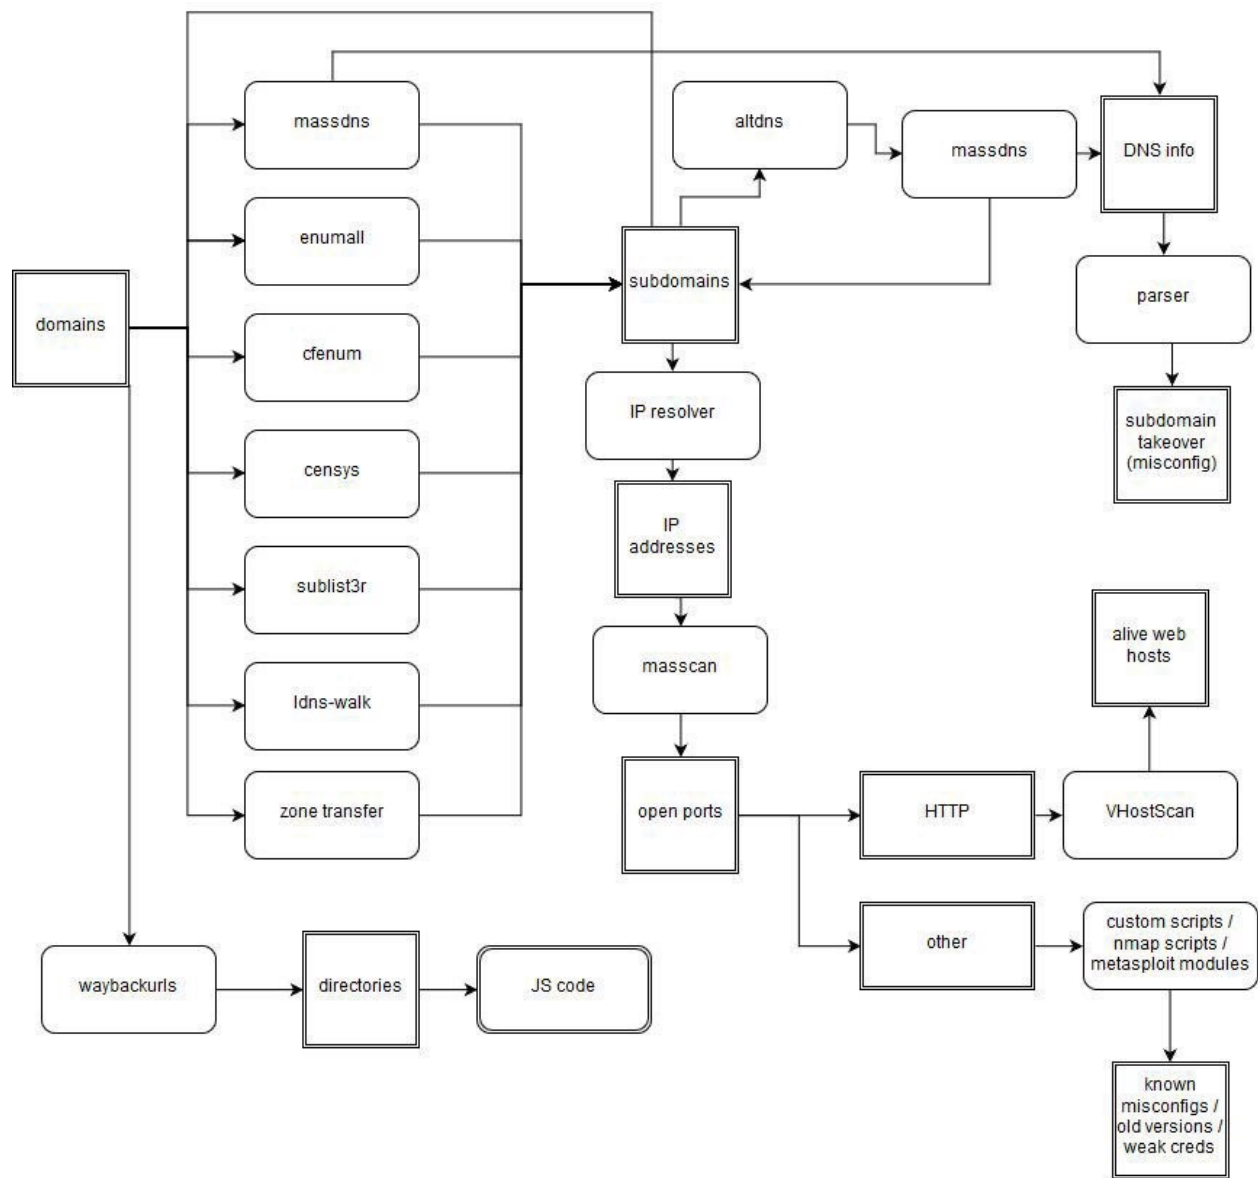 massdns
altdns
massdns
DNS info
enumall
domains
subdomains
parser
cfenum
IP resolver
subdomain
takeover
(misconfig)
censys
IP
addresses
sublist3r
alive web
hosts
masscan
ldns-walk
zone transfer
open ports
HTTP
VHostScan
other
custom scripts /
nmap scripts /
metasploit modules
waybackurls
directories
JS code
known
misconfigs /
old versions /
weak creds